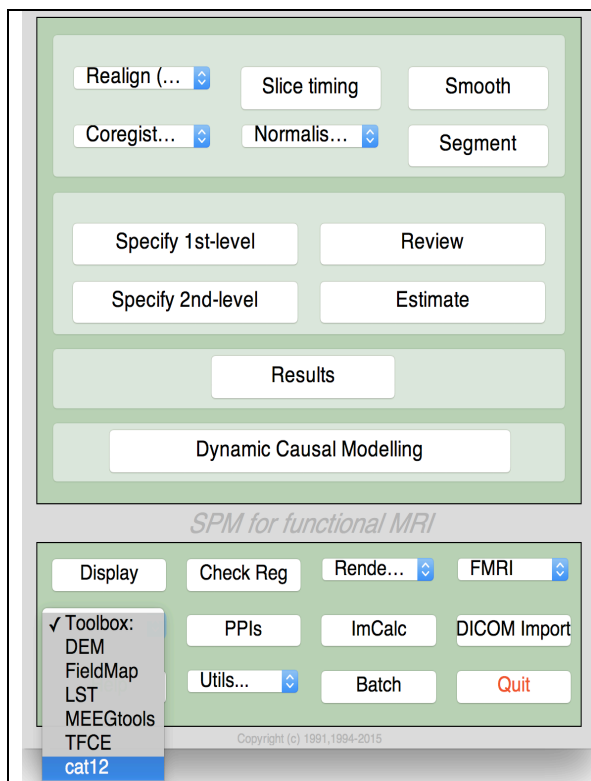 Realign (... Slice timing Smooth
Coregist... Normalis... Segment
Specify 1st-level Review
Specify 2nd-level Estimate
Results
Dynamic Causal Modelling
SPM for functional MRI
Display Check Reg Rende... FMRI
✓ Toolbox: PPIs ImCalc DICOM Import
DEM
FieldMap
LST Utils... Batch Quit
MEEGtools
TFCE
cat12
Copyright (c) 1991,1994-2015